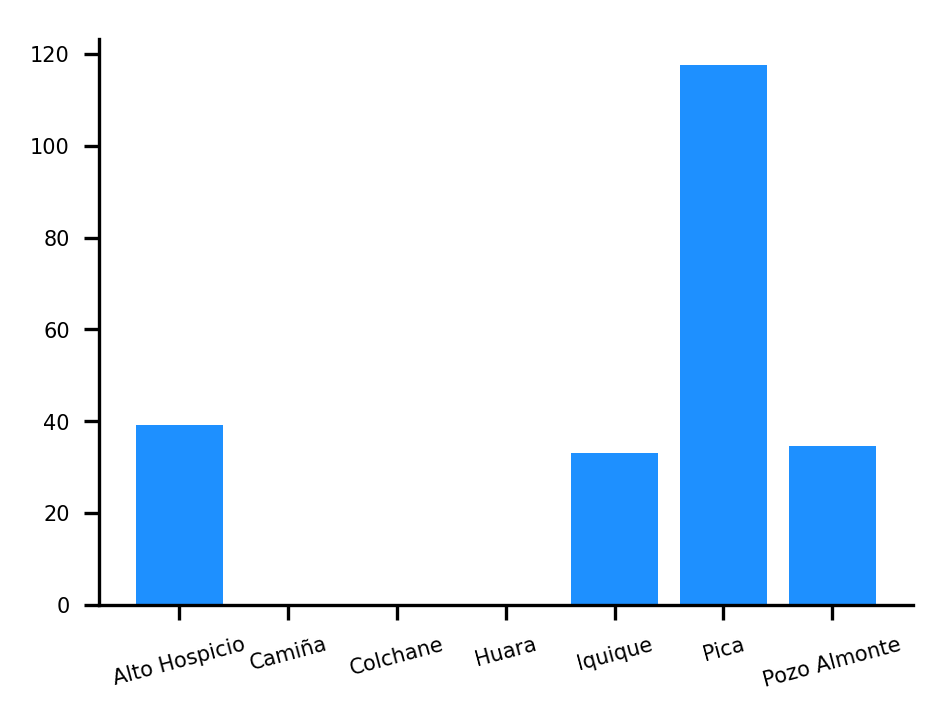 120
100
80
60
40
20
0
Alto Hospicio
Camiña
Colchane
Huara
Iquique
Pica
Pozo Almonte